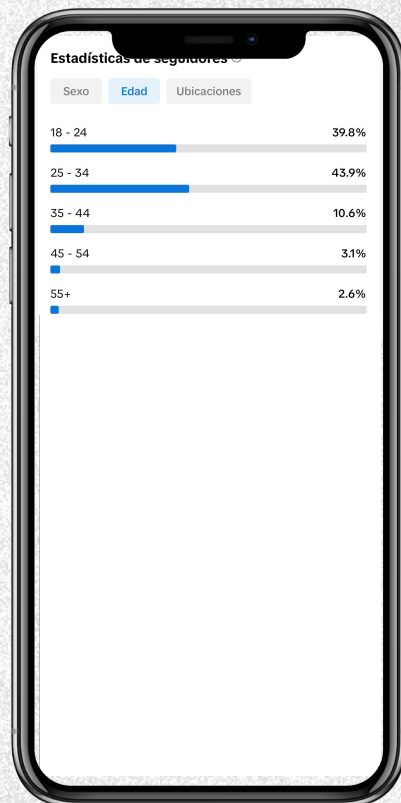 Estadísticas de seguidores
Sexo Edad Ubicaciones
18 - 24 39.8%
25 - 34 43.9%
35 - 44 10.6%
45 - 54 3.1%
55+ 2.6%